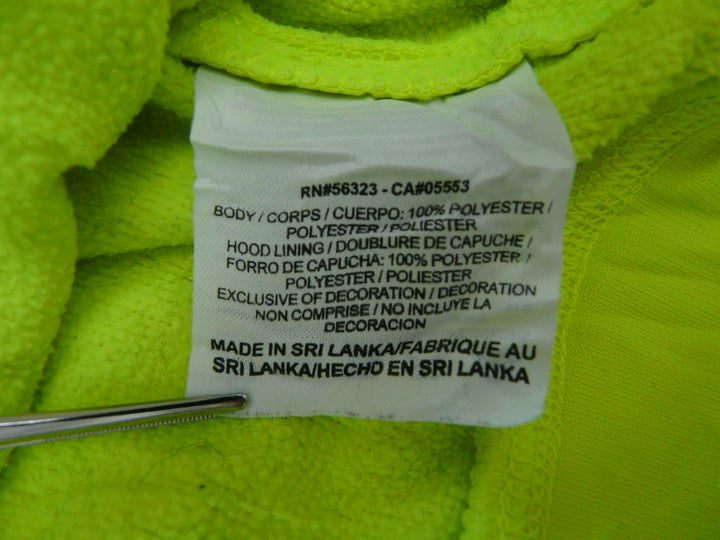 RN#56323 - CA#05553
BODY / CORPS / CUERPO: 100% POLYESTER /
POLYESTER / POLIESTER
HOOD LINING / DOUBLURE DE CAPUCHE /
FORRO DE CAPUCHA: 100% POLYESTER /
POLYESTER / POLIESTER
EXCLUSIVE OF DECORATION / DECORATION
NON COMPRISE / NO INCLUYE LA
DECORACION
MADE IN SRI LANKA/FABRIQUE AU
SRI LANKA/HECHO EN SRI LANKA